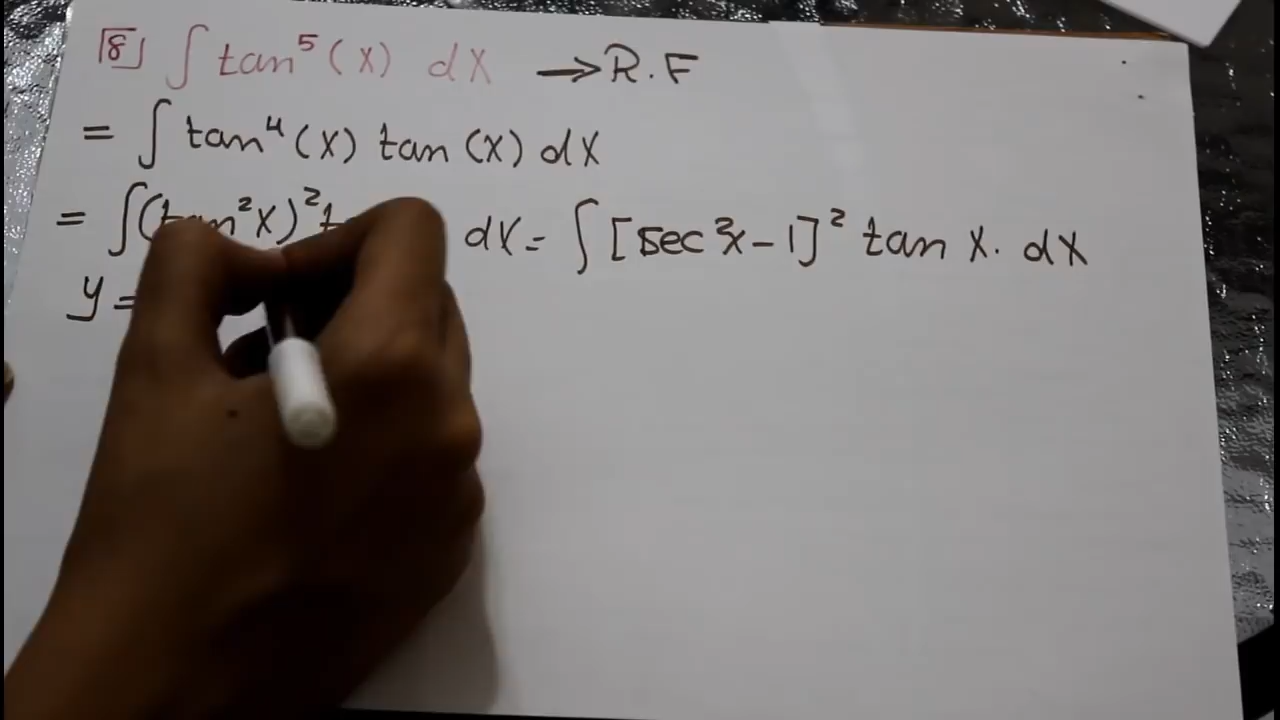 [8] ∫ tan⁵ (x) dx → R.F
= ∫ tan⁴ (x) tan (x) dx
= ∫(tan²x)² dx = ∫ [sec²x - 1]² tan x. dx
y =